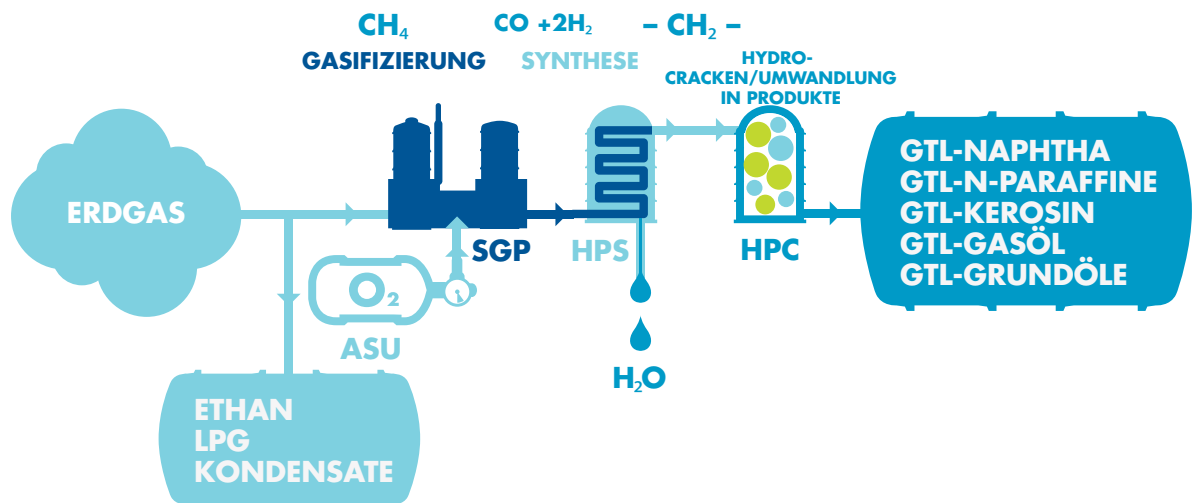 CH₄
CO +2H₂
– CH₂ –
GASIFIZIERUNG
SYNTHESE
HYDRO-
CRACKEN/UMWANDLUNG
IN PRODUKTE
ERDGAS
SGP
HPS
HPC
GTL-NAPHTHA
GTL-N-PARAFFINE
GTL-KEROSIN
GTL-GASÖL
GTL-GRUNDÖLE
O₂
ASU
H₂O
ETHAN
LPG
KONDENSATE